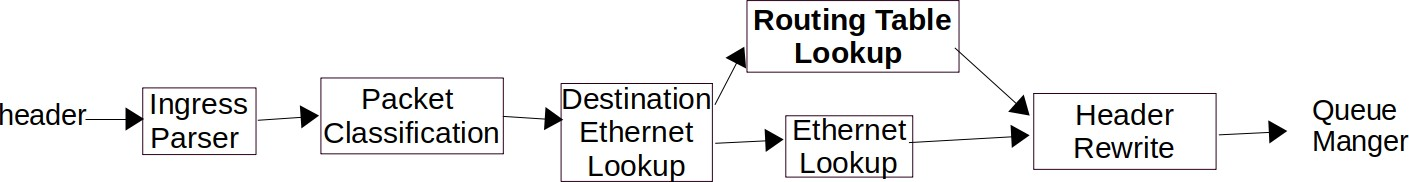 header
Ingress
Parser
Packet
Classification
Destination
Ethernet
Lookup
Routing Table
Lookup
Ethernet
Lookup
Header
Rewrite
Queue
Manger